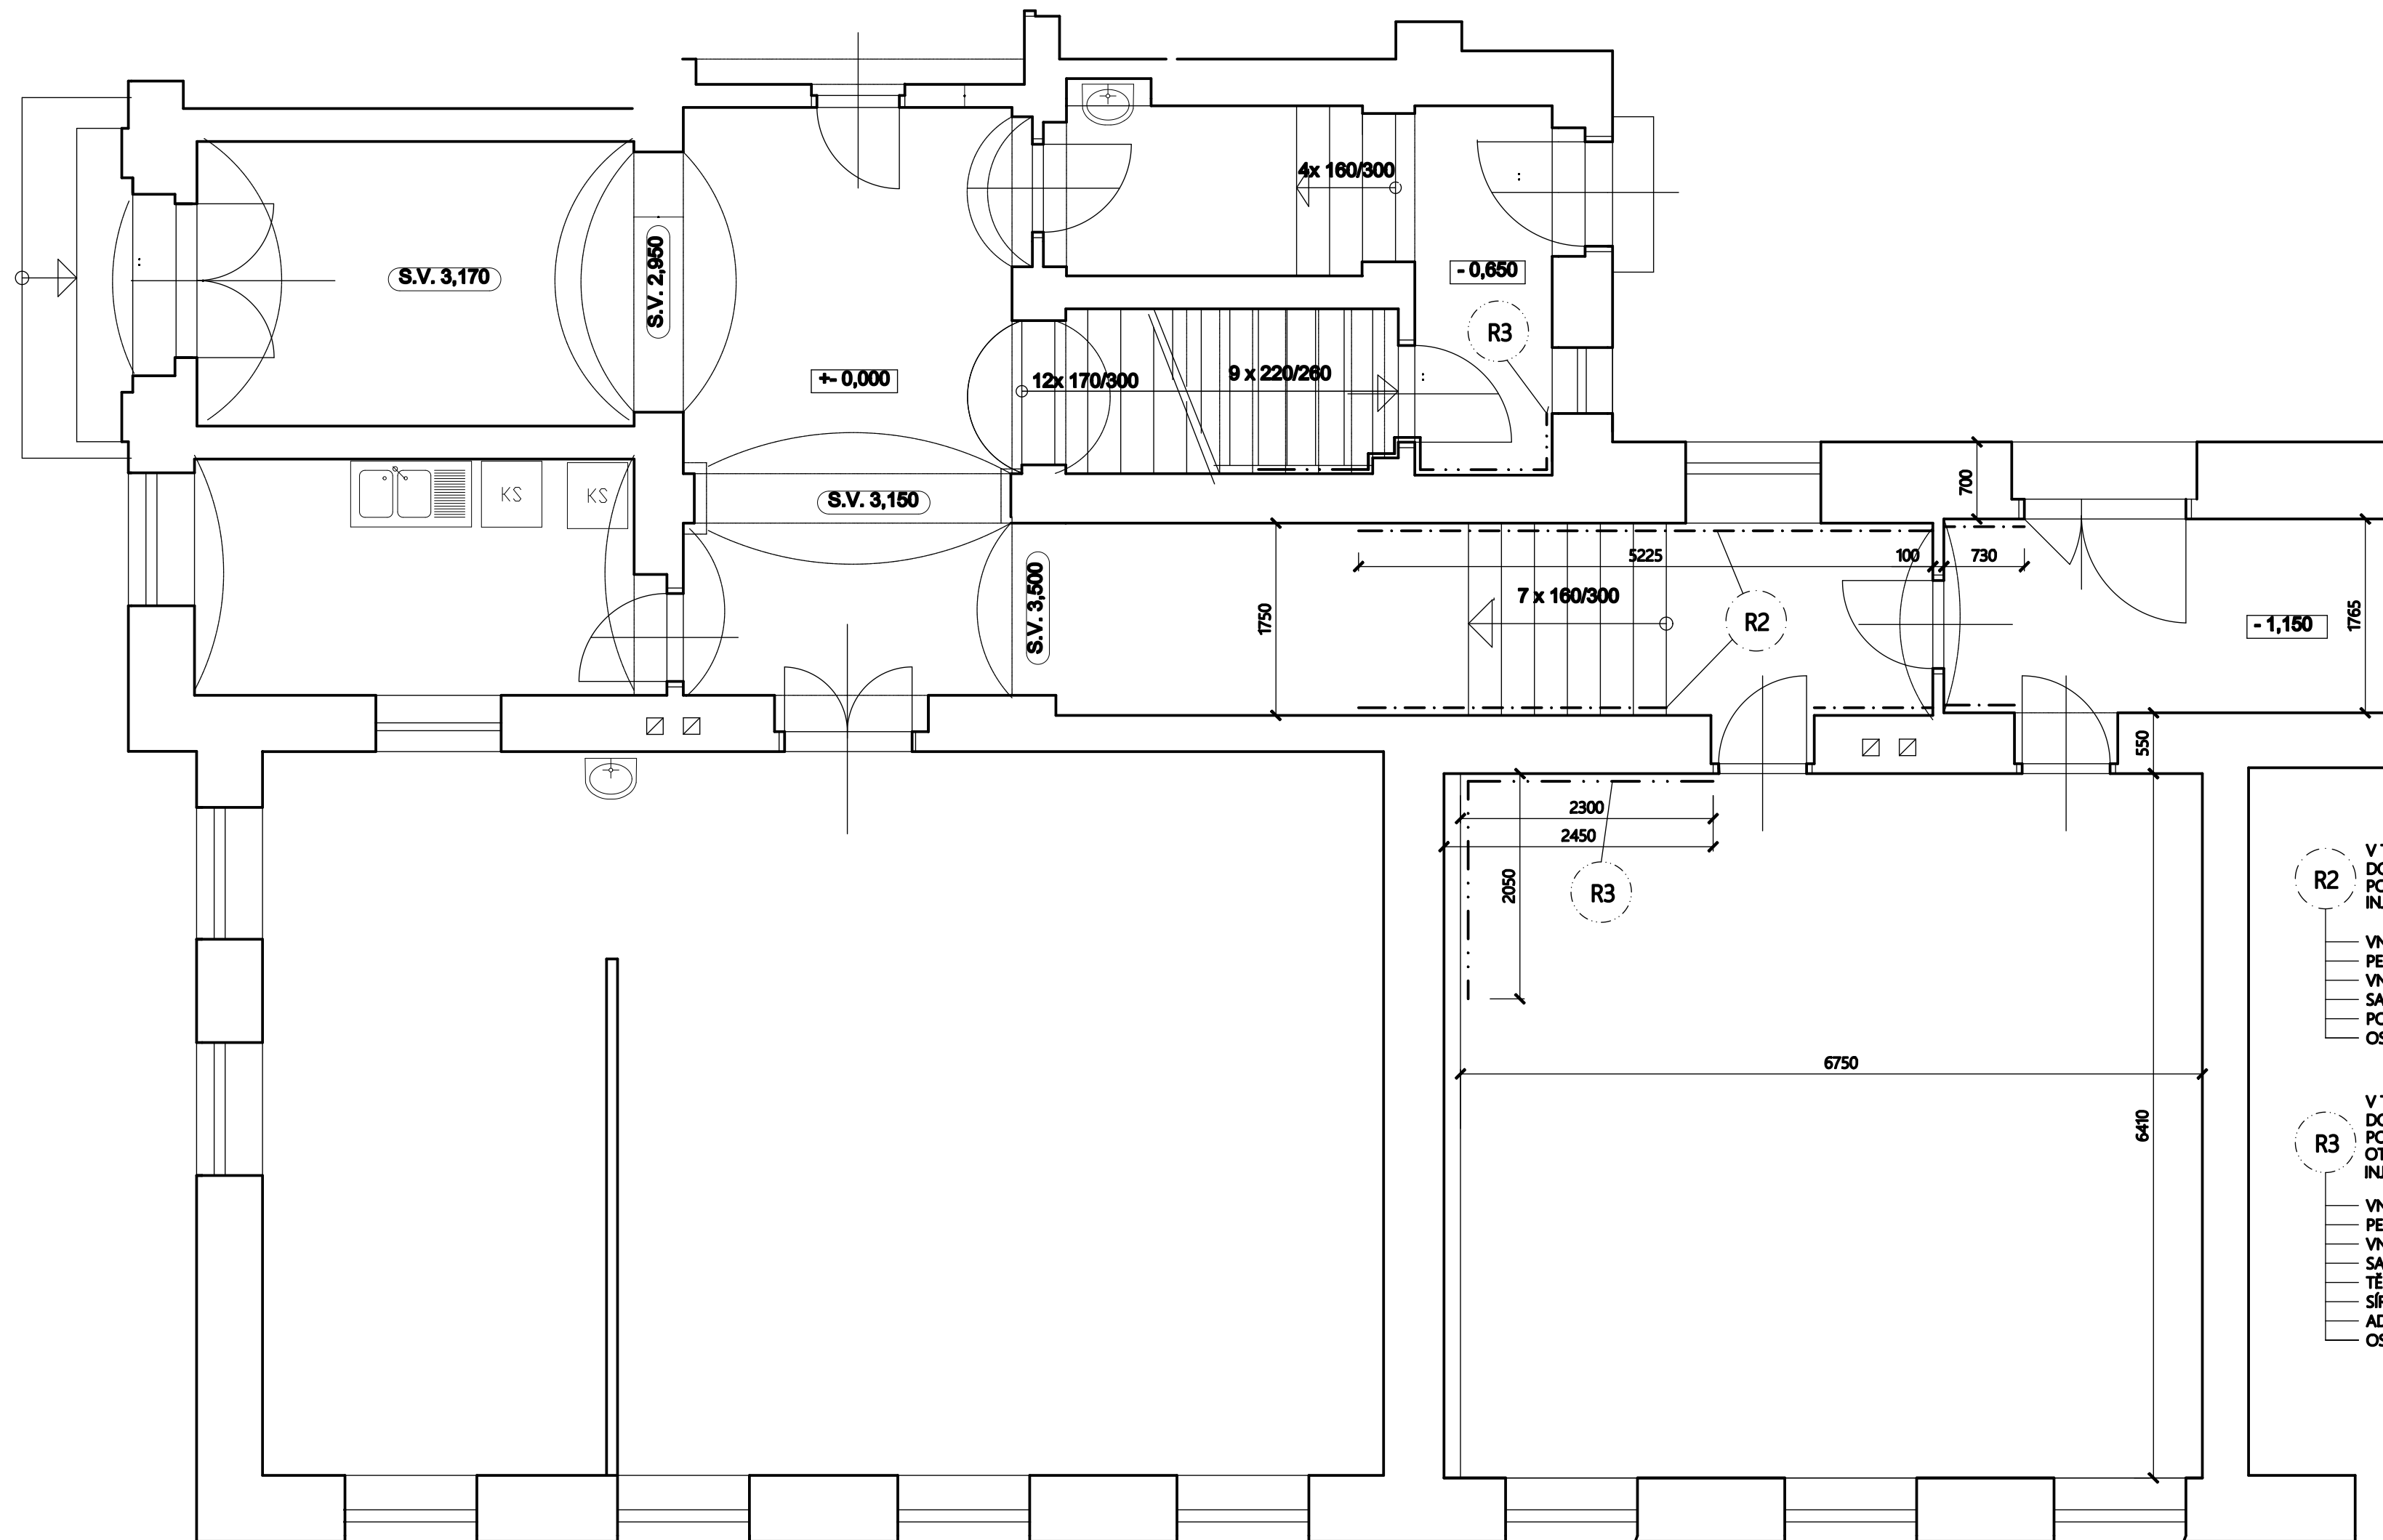 4x 160/300
S.V. 3,170
S.V. 2,950
- 0,650
R3
+- 0,000
12x 170/300
9 x 220/260
S.V. 3,150
KS
KS
700
5225
100
730
S.V. 3,500
1750
7 x 160/300
R2
- 1,150
1765
550
2300
2450
2050
R3
6750
6410
R2
R3